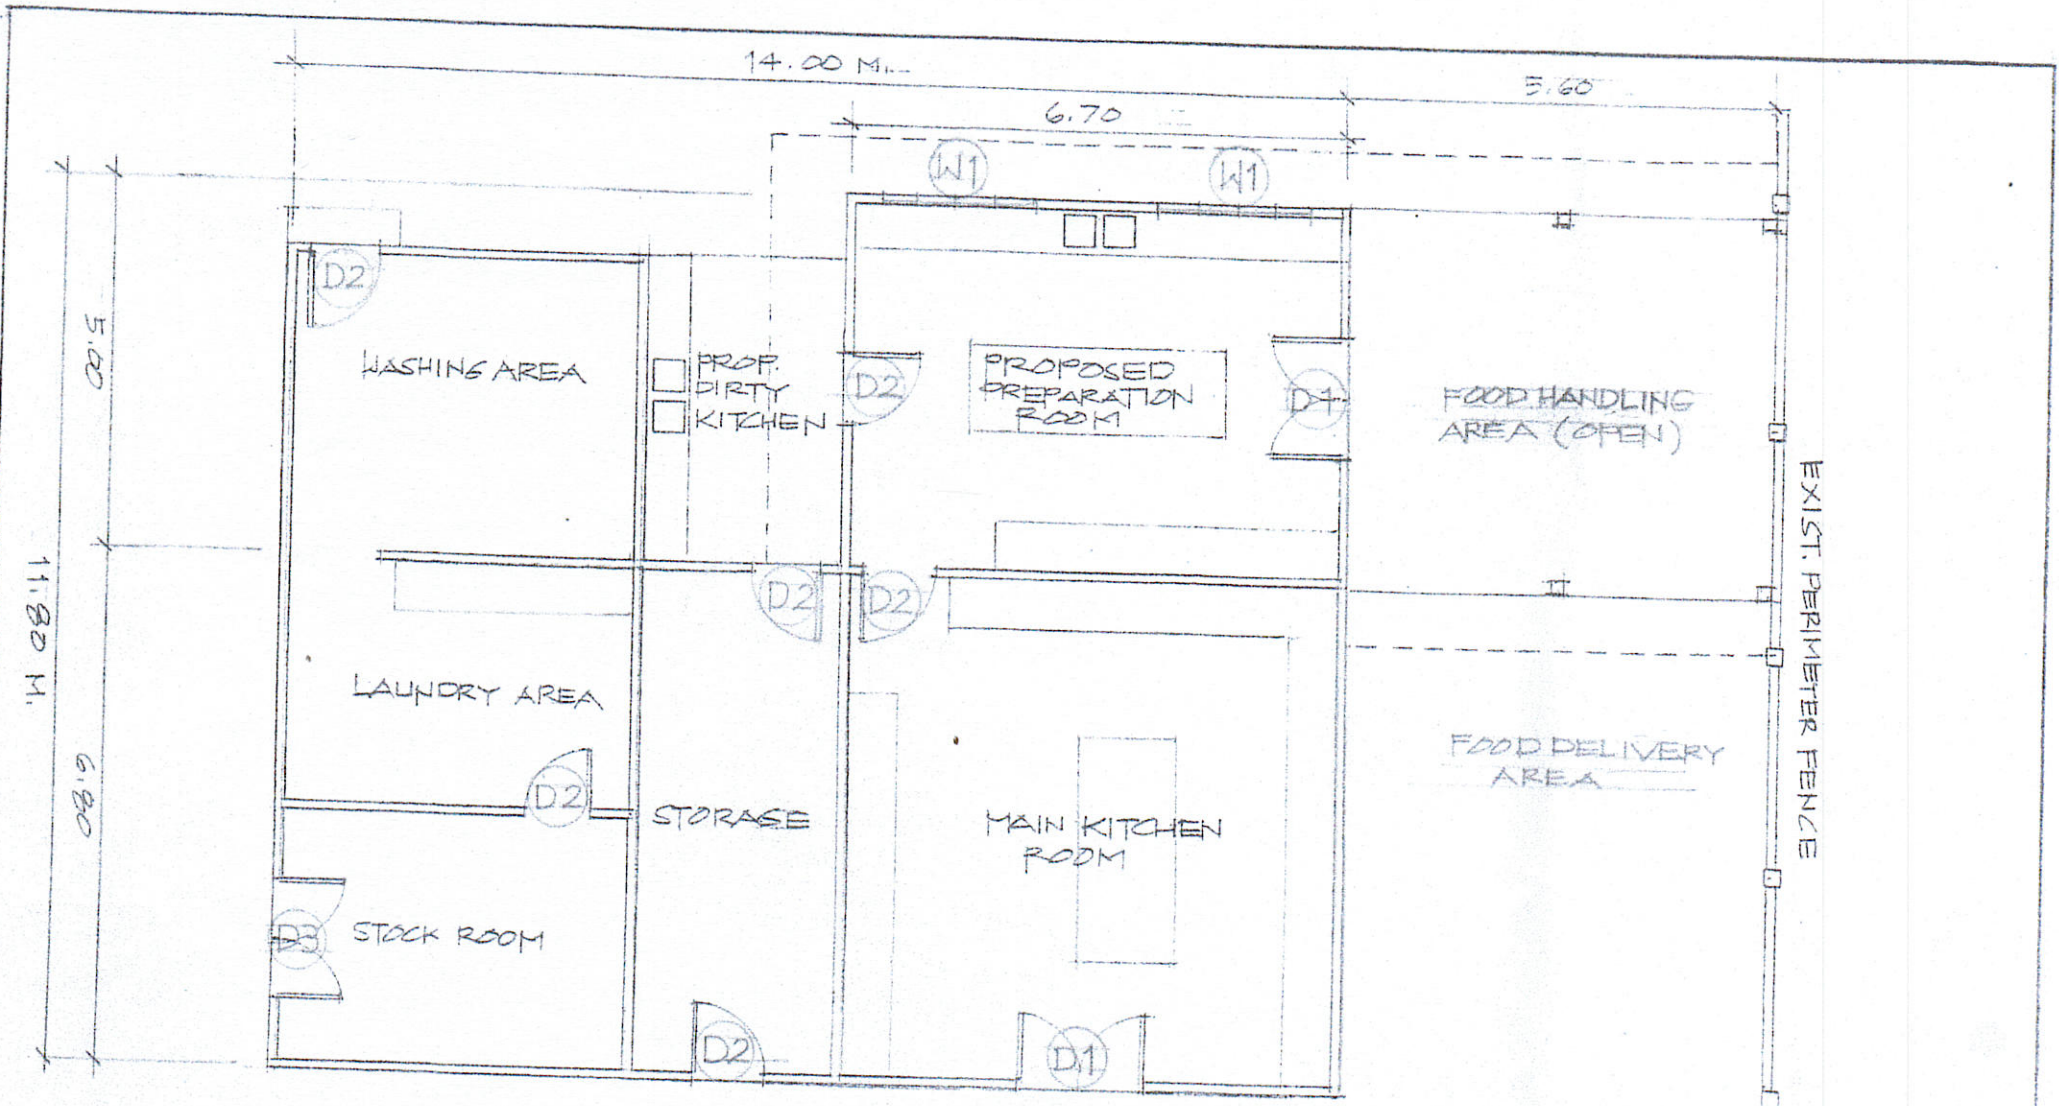 14.00 M.
5.60
6.70
W1
W1
D2
5.00
WASHING AREA
PROP.
DIRTY
KITCHEN
D2
PROPOSED
PREPARATION
ROOM
D1
FOOD HANDLING
AREA (OPEN)
EXIST. PERIMETER FENCE
11.80 M.
D2
D2
LAUNDRY AREA
6.80
D2
STORAGE
MAIN KITCHEN
ROOM
FOOD DELIVERY
AREA
D3
STOCK ROOM
D2
D1